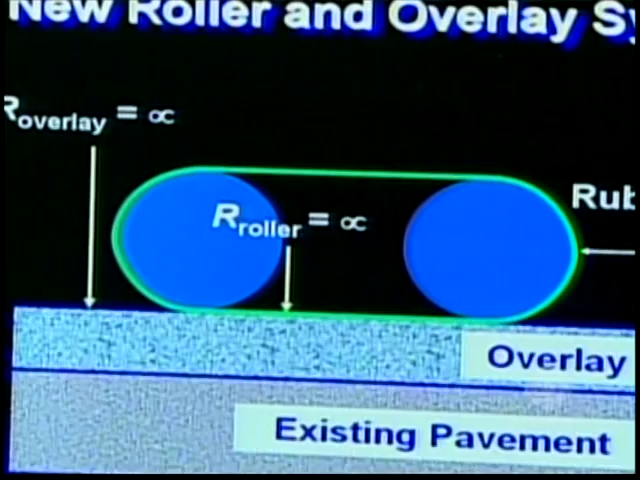 New Roller and Overlay
Roverlay = ∝
Rroller = ∝
Overlay
Existing Pavement